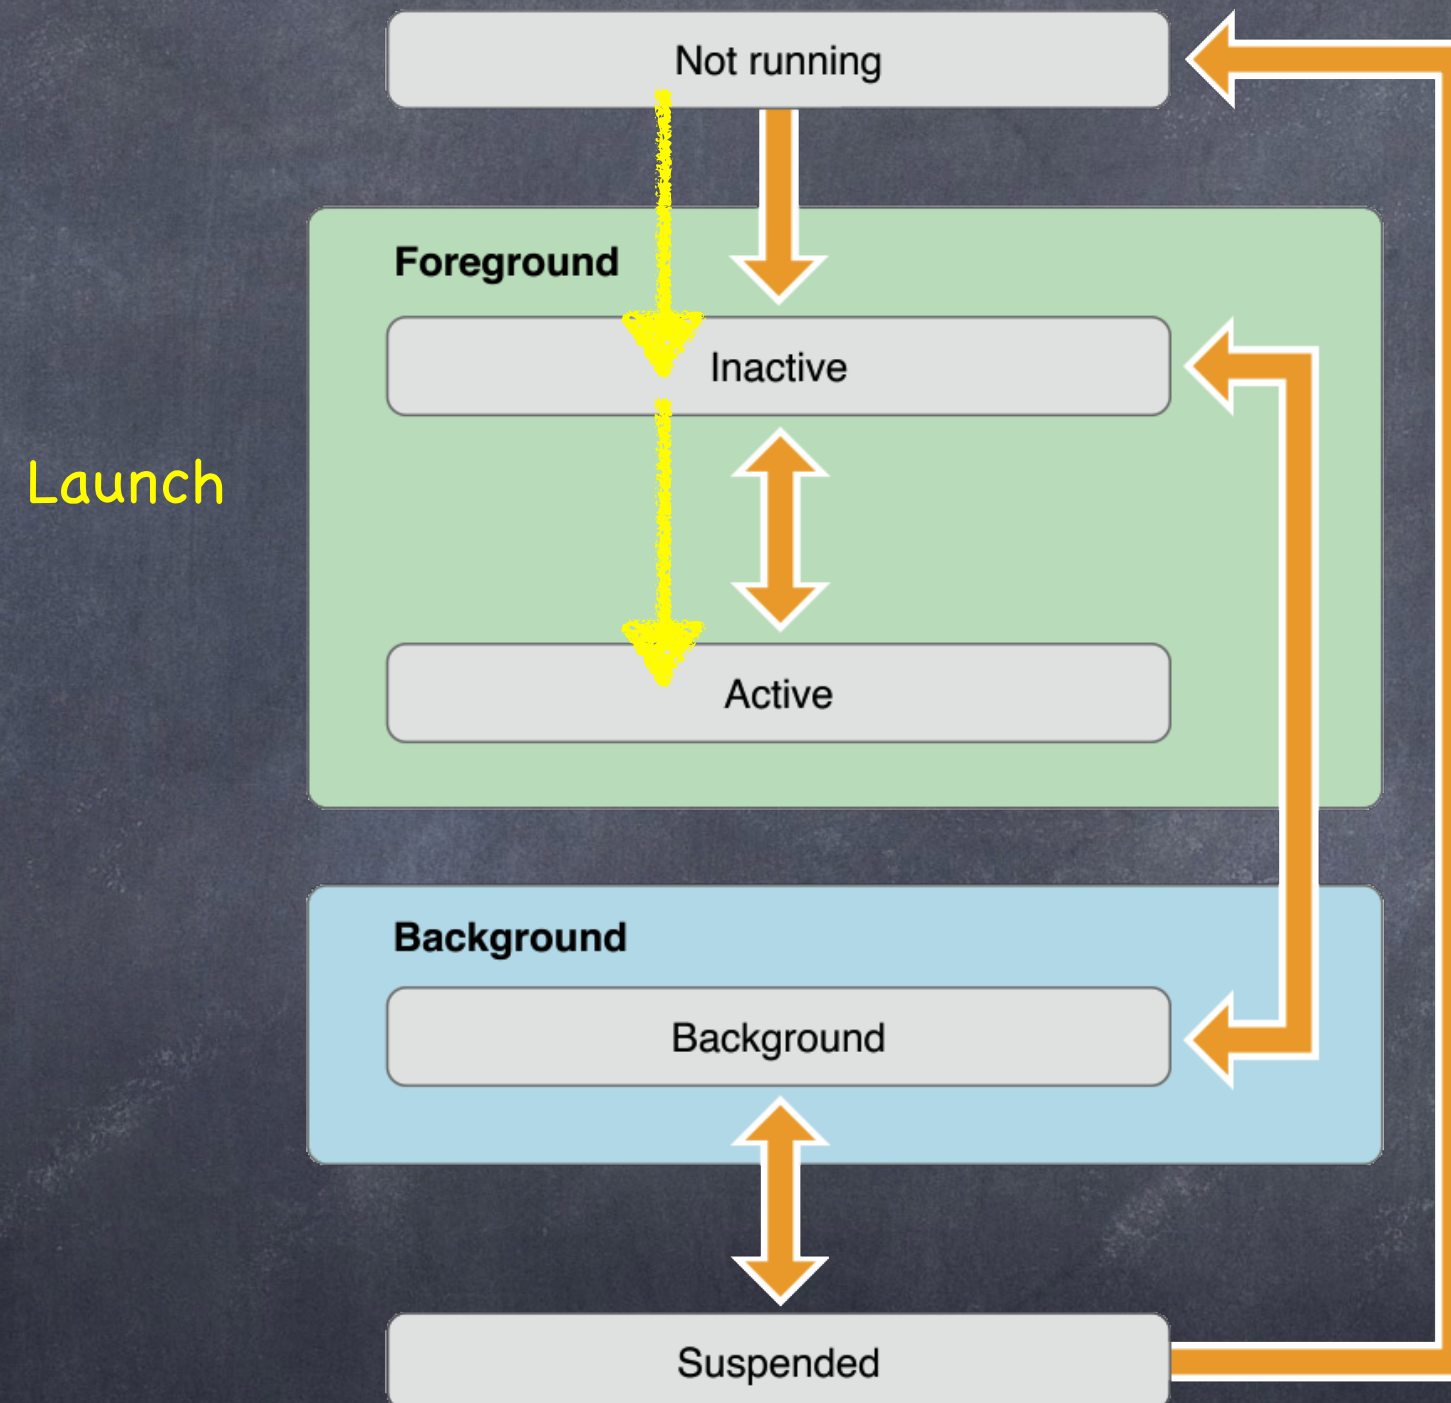 Not running
Foreground
Inactive
Launch
Active
Background
Background
Suspended